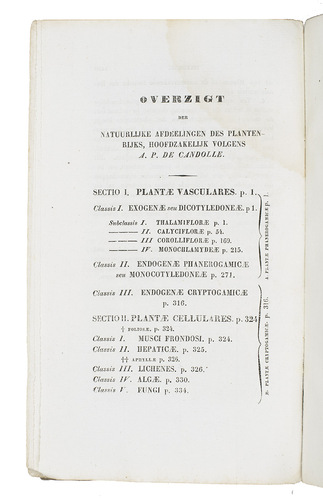 OVERZIGT
DER
NATUURLIJKE AFDEELINGEN DES PLANTEN-
RIJKS, HOOFDZAKELIJK VOLGENS
A. P. DE CANDOLLE.
SECTIO I. PLANTÆ VASCULARES. p. 1.
Classis I. EXOGENÆ seu DICOTYLEDONEÆ. p 1.
Subclassis I. THALAMIFLORÆ p. 1.
——— II. CALYCIFLORÆ p. 54.
——— III COROLLIFLORÆ p. 169.
——— IV. MONOCHLAMYDEÆ p. 215.
Classis II. ENDOGENÆ PHANEROGAMICÆ
seu MONOCOTYLEDONEÆ p. 271.
Classis III. ENDOGENÆ CRYPTOGAMICÆ
p. 316.
SECTIO II. PLANTÆ CELLULARES. p. 324
† FOLIOSÆ. p. 324.
Classis I. MUSCI FRONDOSI. p. 324.
Classis II. HEPATICÆ. p. 325.
†† APHYLLÆ p. 326.
Classis III. LICHENES. p. 326.
Classis IV. ALGÆ. p. 330.
Classis V. FUNGI p. 334.
A. PLANTÆ PHANEROGAMICÆ p. 1.
B. PLANTÆ CRYPTOGAMICÆ p. 316.